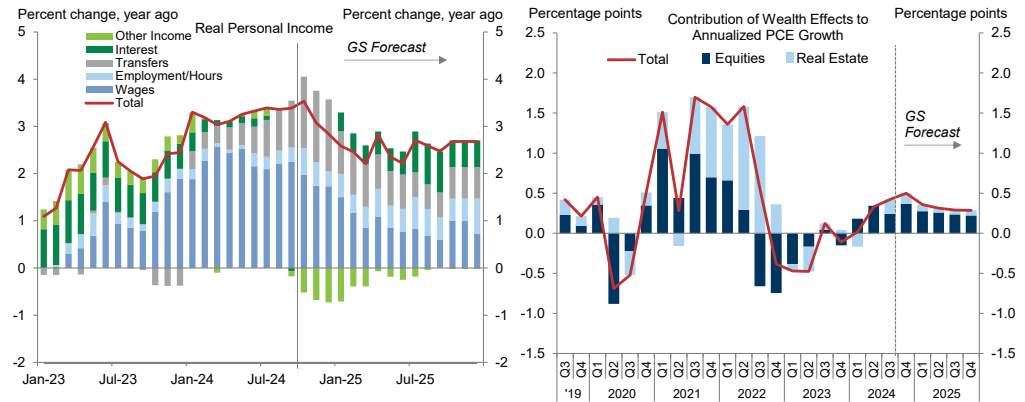 Percent change, year ago
Percent change, year ago
Real Personal Income
Other Income
Interest
Transfers
Employment/Hours
Wages
Total
GS Forecast
5
4
3
2
1
0
-1
-2
5
4
3
2
1
0
-1
-2
Jan-23
Jul-23
Jan-24
Jul-24
Jan-25
Jul-25
Percentage points
Percentage points
Contribution of Wealth Effects to
Annualized PCE Growth
Total
Equities
Real Estate
GS
Forecast
2.5
2.0
1.5
1.0
0.5
0.0
-0.5
-1.0
-1.5
2.5
2.0
1.5
1.0
0.5
0.0
-0.5
-1.0
-1.5
Q3 Q4 Q1 Q2 Q3 Q4 Q1 Q2 Q3 Q4 Q1 Q2 Q3 Q4 Q1 Q2 Q3 Q4 Q1 Q2 Q3 Q4 Q1 Q2 Q3 Q4
'19 2020 2021 2022 2023 2024 2025